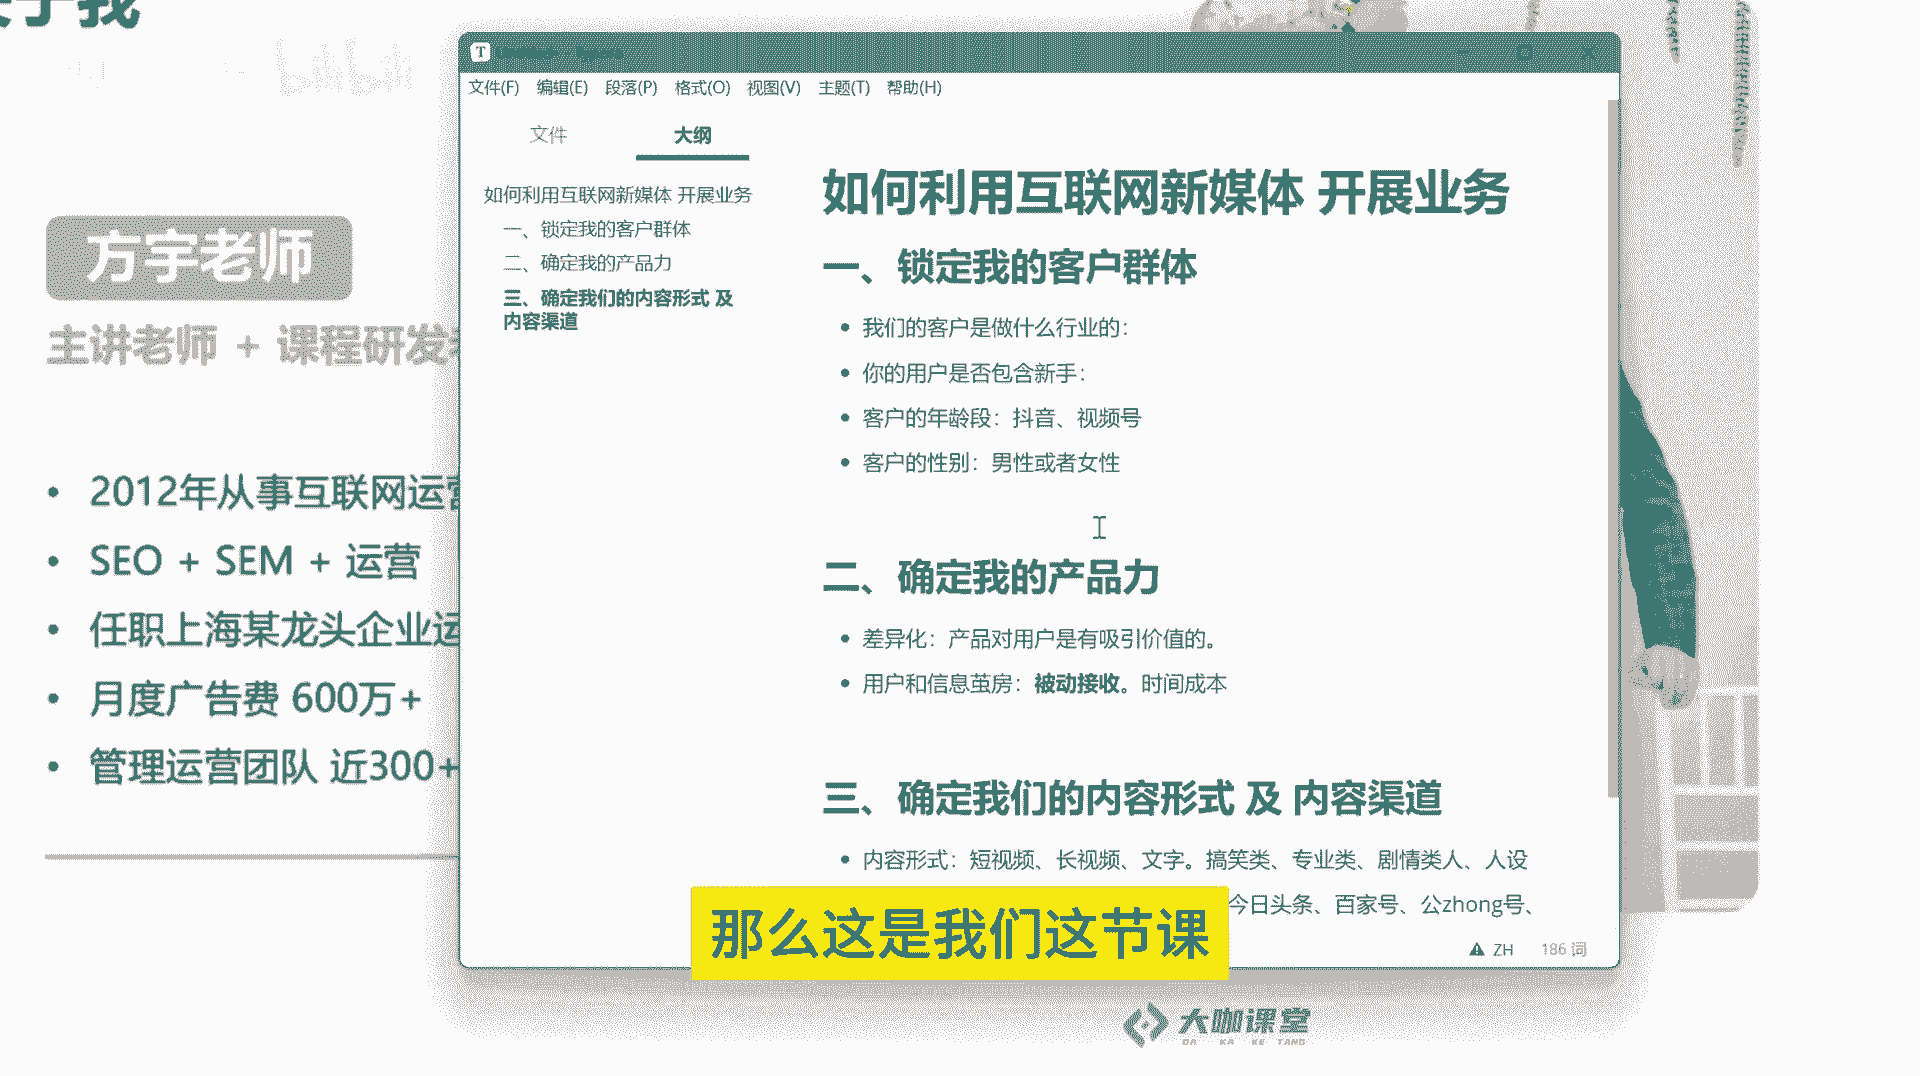 关于我
bilibili
方宇老师
主讲老师 + 课程研发
2012年从事互联网运营
SEO + SEM + 运营
任职上海某龙头企业运
月度广告费 600万+
管理运营团队 近300+
T
文件(F) 编辑(E) 段落(P) 格式(O) 视图(V) 主题(T) 帮助(H)
文件 大纲
如何利用互联网新媒体 开展业务
一、锁定我的客户群体
二、确定我的产品力
三、确定我们的内容形式 及
内容渠道
如何利用互联网新媒体 开展业务
一、锁定我的客户群体
我们的客户是做什么行业的：
你的用户是否包含新手：
客户的年龄段：抖音、视频号
客户的性别：男性或者女性
二、确定我的产品力
差异化：产品对用户是有吸引价值的。
用户和信息茧房：被动接收。时间成本
三、确定我们的内容形式 及 内容渠道
内容形式：短视频、长视频、文字。搞笑类、专业类、剧情类人、人设
今日头条、百家号、公zhong号、
ZH 186 词
那么这是我们这节课
大咖课堂
DA KA KE TANG